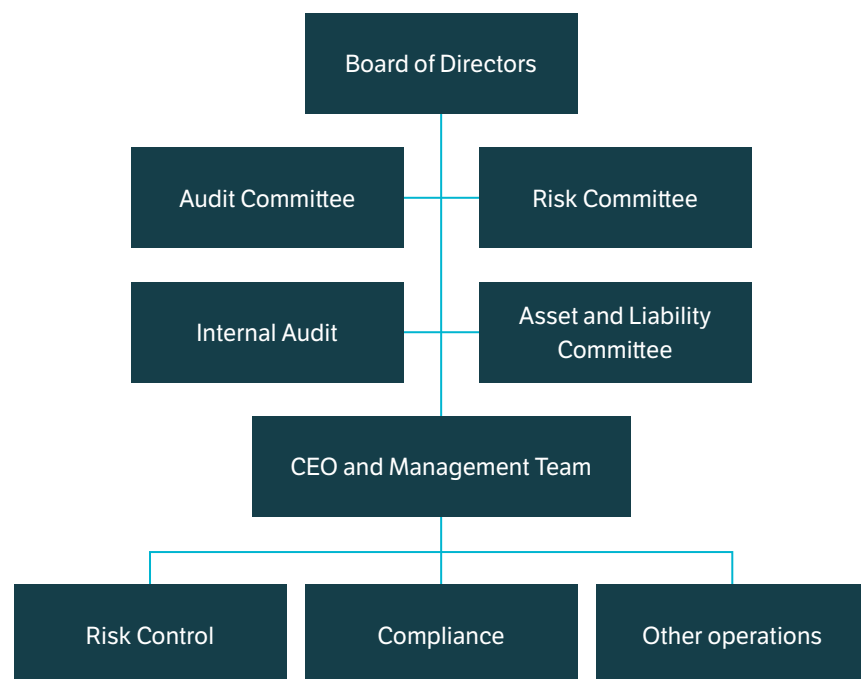 Board of Directors
Audit Committee
Risk Committee
Internal Audit
Asset and Liability
Committee
CEO and Management Team
Risk Control
Compliance
Other operations